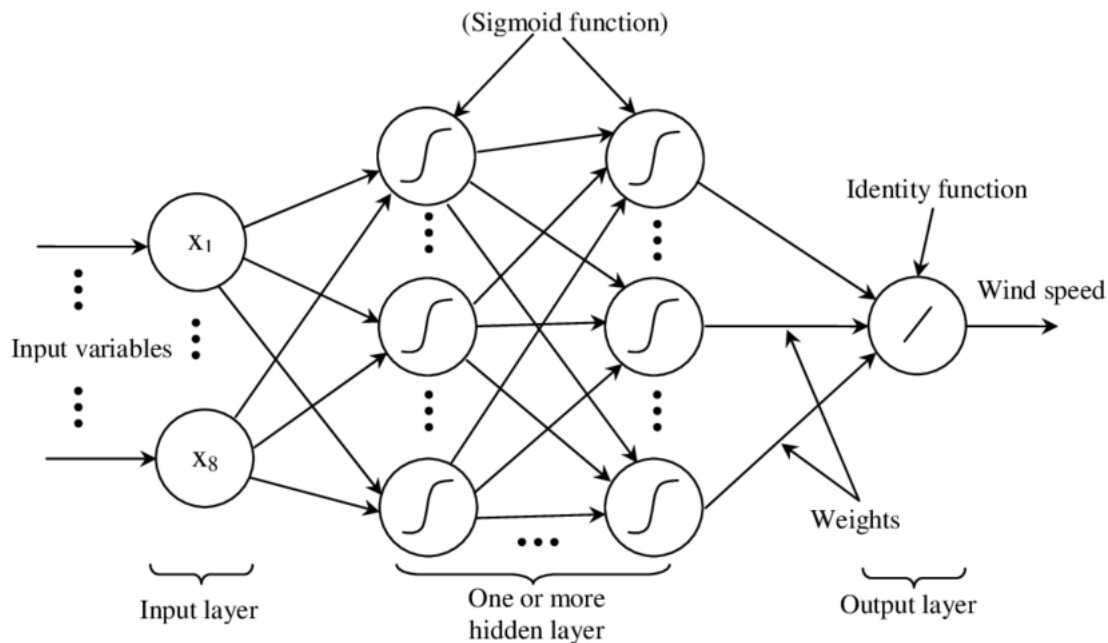 (Sigmoid function)
Identity function
x₁
Wind speed
Input variables
x₈
Weights
Input layer
One or more
hidden layer
Output layer